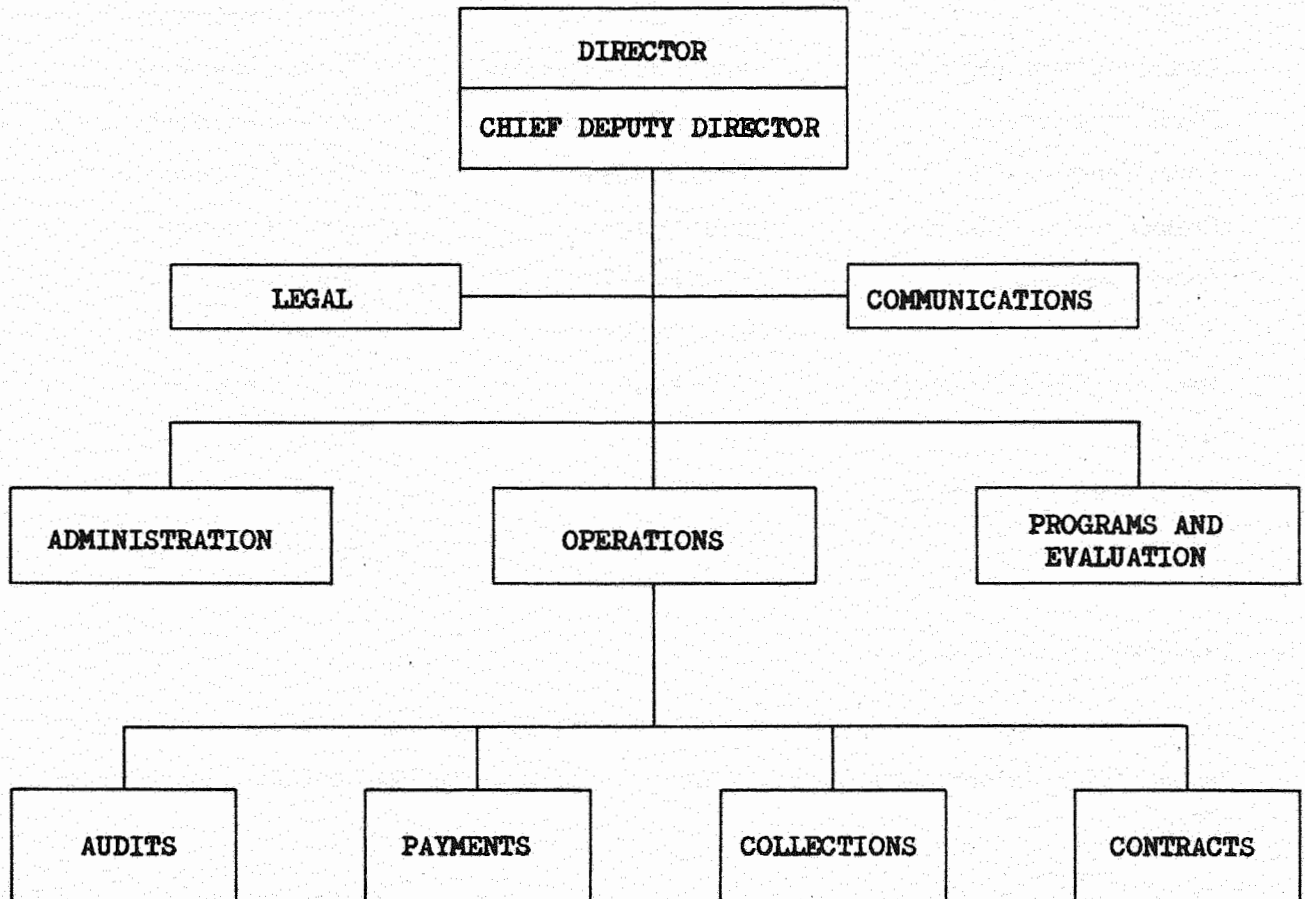 DIRECTOR
CHIEF DEPUTY DIRECTOR
LEGAL
COMMUNICATIONS
ADMINISTRATION
OPERATIONS
PROGRAMS AND
EVALUATION
AUDITS
PAYMENTS
COLLECTIONS
CONTRACTS